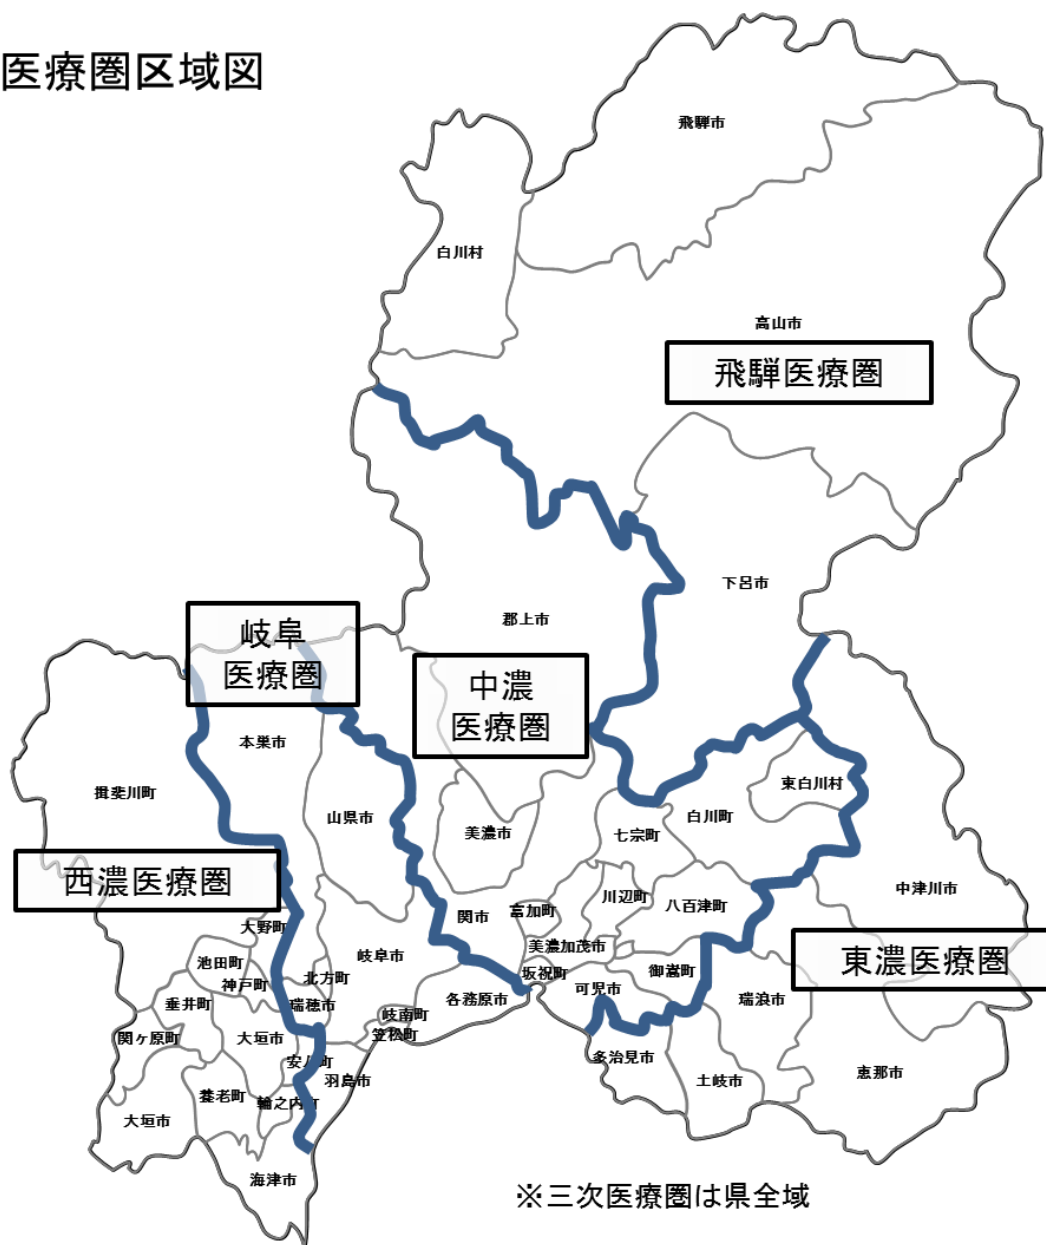 医療圏区域図
飛騨市
白川村
高山市
飛騨医療圏
下呂市
郡上市
岐阜
医療圏
中濃
医療圏
本巣市
揖斐川町
山県市
美濃市
七宗町
白川町
東白川村
西濃医療圏
関市
富加町
川辺町
八百津町
中津川市
大野町
池田町
神戸町
北方町
岐阜市
美濃加茂市
坂祝町
御嵩町
東濃医療圏
垂井町
瑞穂市
各務原市
可児市
瑞浪市
関ヶ原町
大垣市
岐南町
笠松町
安八町
羽島市
多治見市
土岐市
恵那市
養老町
輪之内町
大垣市
海津市
※三次医療圏は県全域